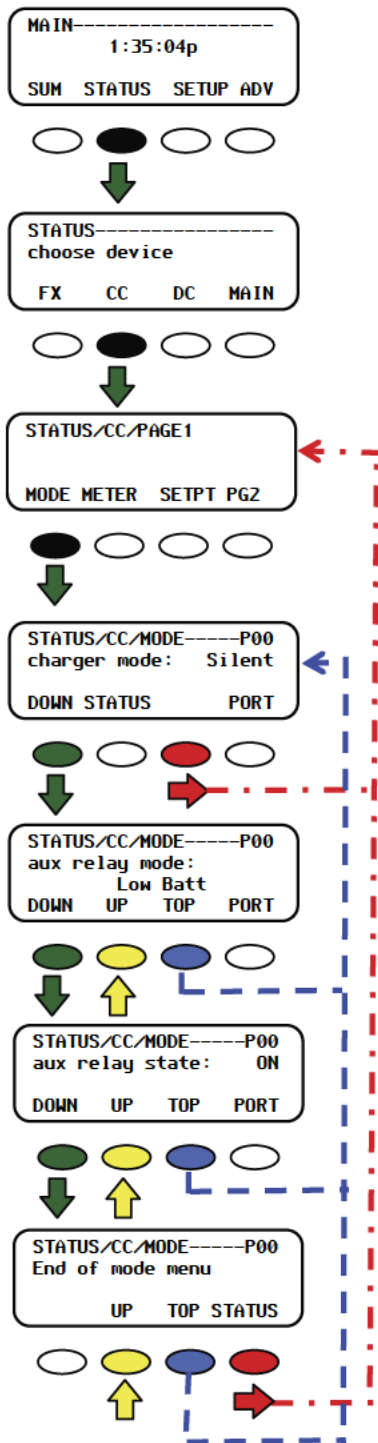 MAIN-------------------
1:35:04p
SUM STATUS SETUP ADV
STATUS-----------------
choose device
FX CC DC MAIN
STATUS/CC/PAGE1
MODE METER SETPT PG2
STATUS/CC/MODE-----P00
charger mode: Silent
DOWN STATUS PORT
STATUS/CC/MODE----P00
aux relay mode:
Low Batt
DOWN UP TOP PORT
STATUS/CC/MODE----P00
aux relay state: ON
DOWN UP TOP PORT
STATUS/CC/MODE-----P00
End of mode menu
UP TOP STATUS